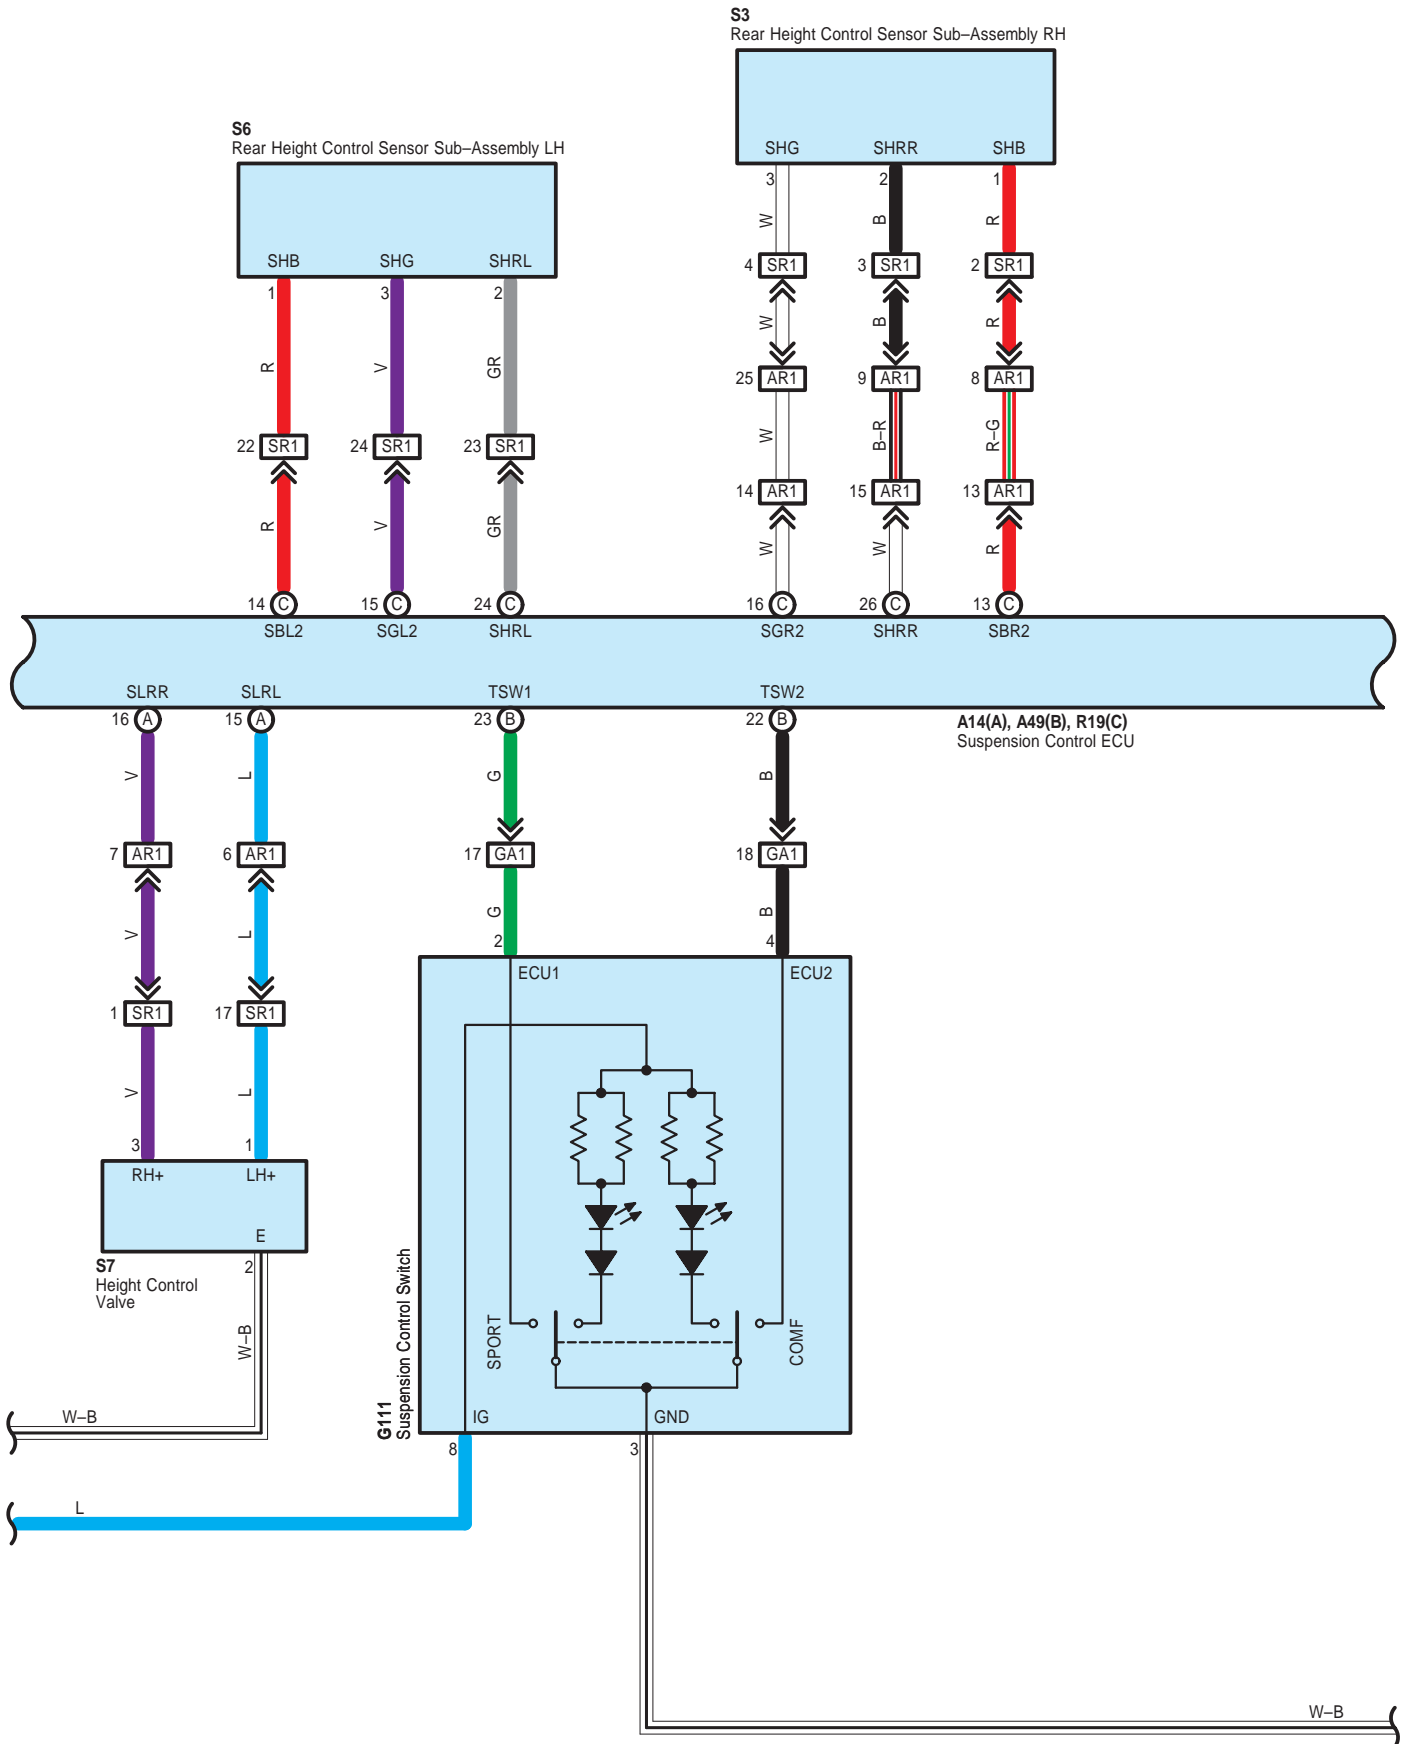 S3
Rear Height Control Sensor Sub–Assembly RH
SHG SHRR SHB
3 2 1
W B R
4 SR1 3 SR1 2 SR1
W B R
25 AR1 9 AR1 8 AR1
W B–R R–G
14 AR1 15 AR1 13 AR1
W W R
16 C 26 C 13 C
S6
Rear Height Control Sensor Sub–Assembly LH
SHB SHG SHRL
1 3 2
R V GR
22 SR1 24 SR1 23 SR1
R V GR
14 C 15 C 24 C
SBL2 SGL2 SHRL SGR2 SHRR SBR2
SLRR SLRL TSW1 TSW2
16 A 15 A 23 B 22 B
A14(A), A49(B), R19(C)
Suspension Control ECU
V L G B
7 AR1 6 AR1 17 GA1 18 GA1
V L G B
2 4
1 SR1 17 SR1
V L
3 1
RH+ LH+
E
2
S7
Height Control
Valve
W–B
W–B
ECU1 ECU2
SPORT COMF
IG GND
G111
Suspension Control Switch
8 3
L
W–B